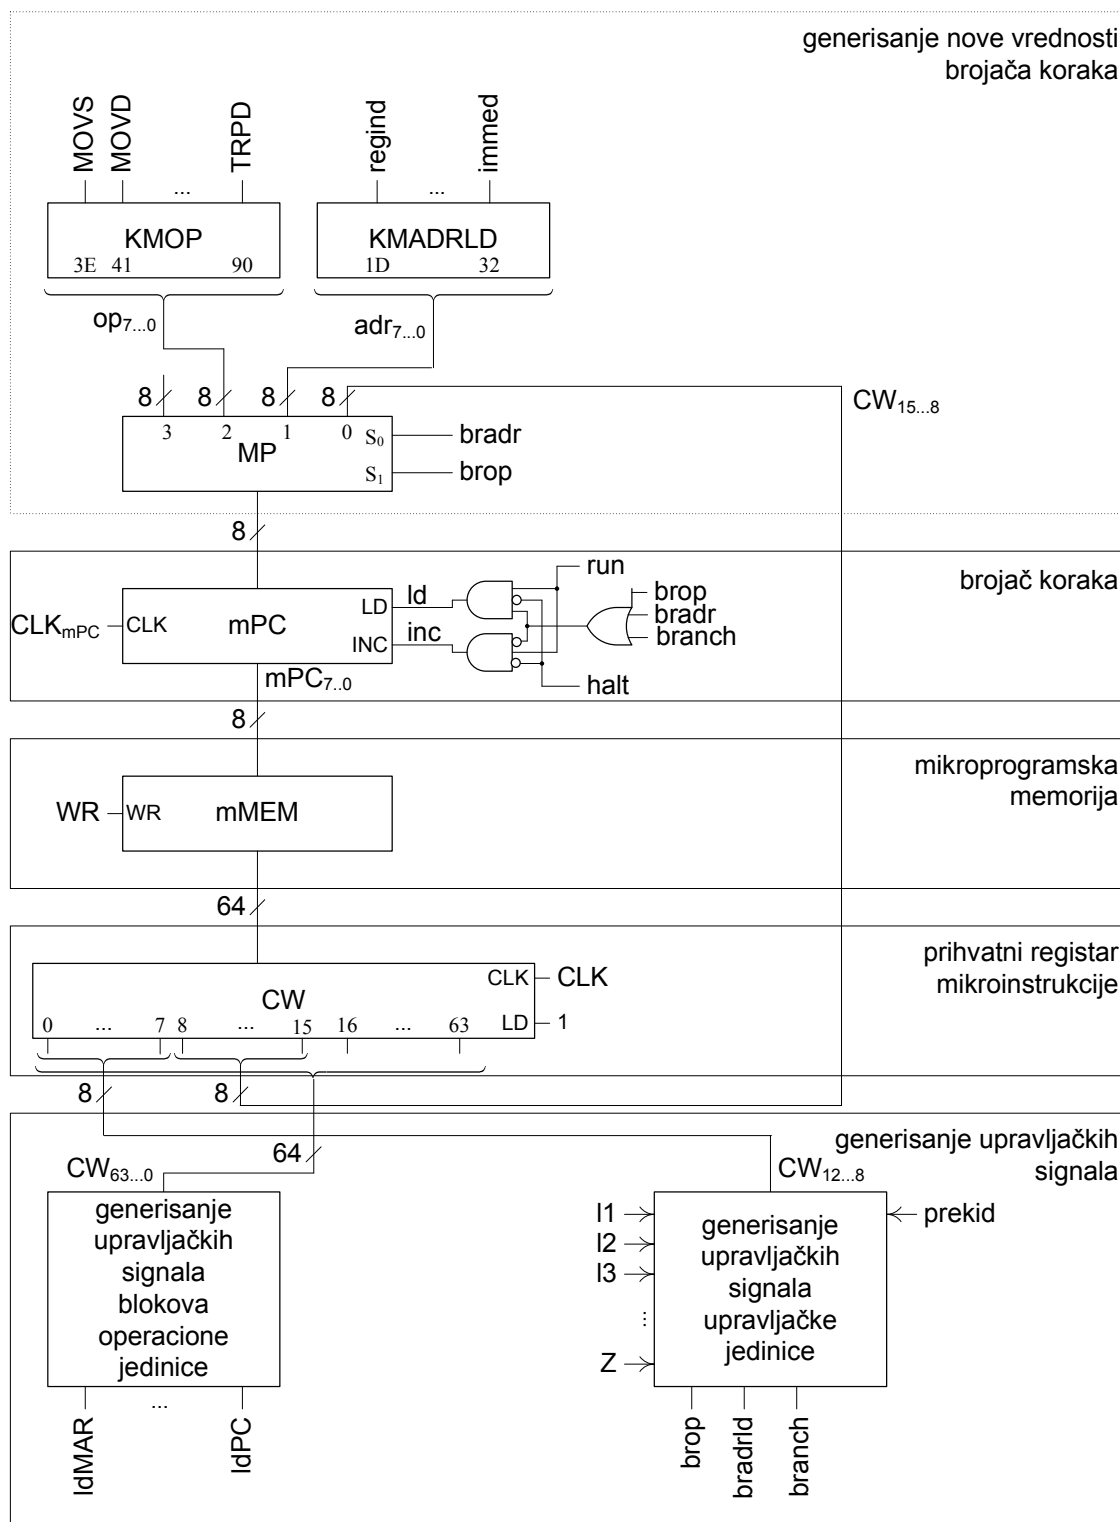 generisanje nove vrednosti
brojača koraka
MOVS
MOVD
...
TRPD
regind
...
immed
KMOP
3E 41 90
KMADRLD
1D 32
op7...0
adr7...0
8 8 8 8
CW15...8
3 2 1 0 S0
bradr
MP
S1
brop
8
brojač koraka
run
brop
bradr
branch
ld
LD
CLKmPC
CLK
mPC
inc
INC
mPC7..0
halt
8
mikroprogramska
memorija
WR
WR
mMEM
64
prihvatni registar
mikroinstrukcije
CLK
CLK
CW
0 ... 7 8 ... 15 16 ... 63
LD
1
8 8
generisanje upravljačkih
signala
64
CW63...0
CW12...8
generisanje
upravljačkih
signala
blokova
operacione
jedinice
l1
l2
l3
...
Z
generisanje
upravljačkih
signala
upravljačke
jedinice
prekid
ldMAR
...
ldPC
brop
bradrld
branch